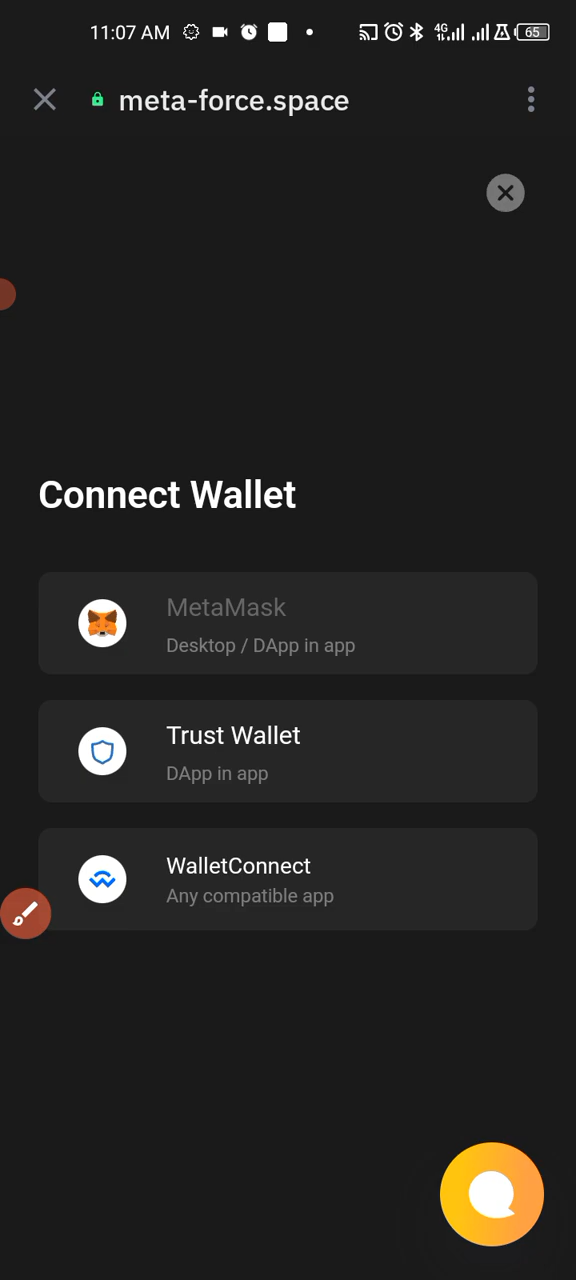 11:07 AM
4G
65
meta-force.space
Connect Wallet
MetaMask
Desktop / DApp in app
Trust Wallet
DApp in app
WalletConnect
Any compatible app